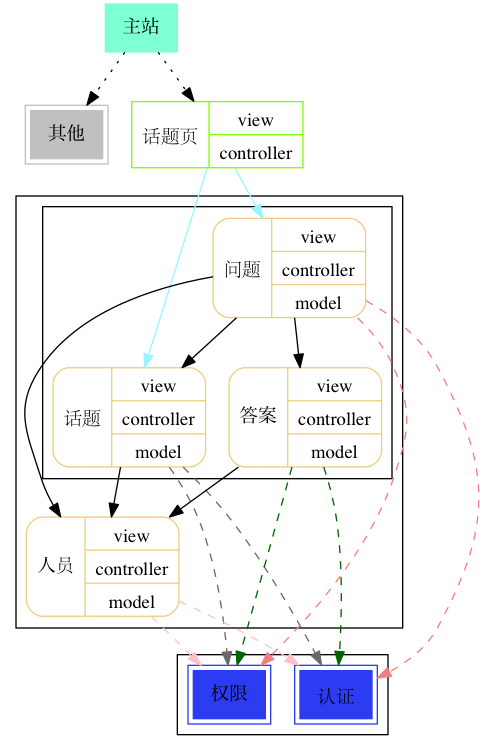 主站
其他
话题页
view
controller
问题
view
controller
model
话题
view
controller
model
答案
view
controller
model
人员
view
controller
model
权限
认证